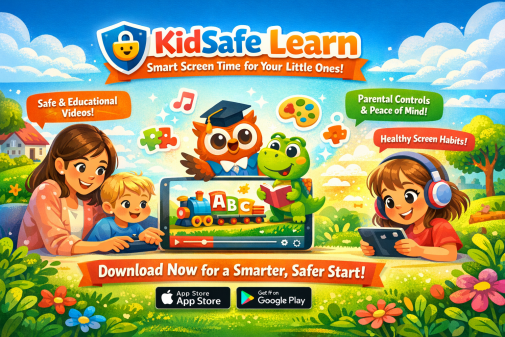 KidSafe Learn
Smart Screen Time for Your Little Ones!
Safe & Educational
Videos!
Parental Controls
& Peace of Mind!
Healthy Screen Habits!
A B C
Download Now for a Smarter, Safer Start!
App Store
App Store
Get it on
Google Play